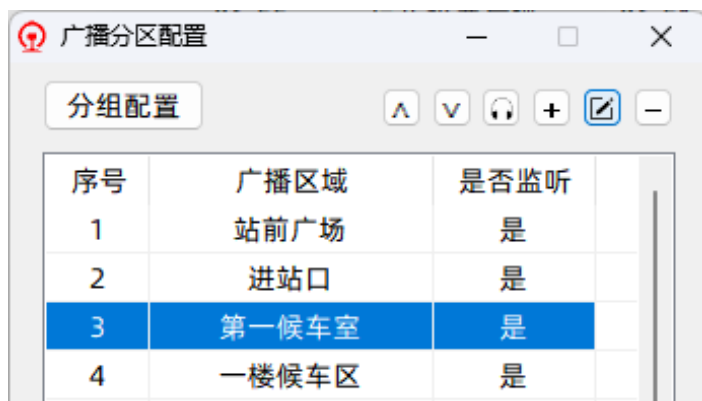 广播分区配置
分组配置
序号 广播区域 是否监听
1 站前广场 是
2 进站口 是
3 第一候车室 是
4 一楼候车区 是